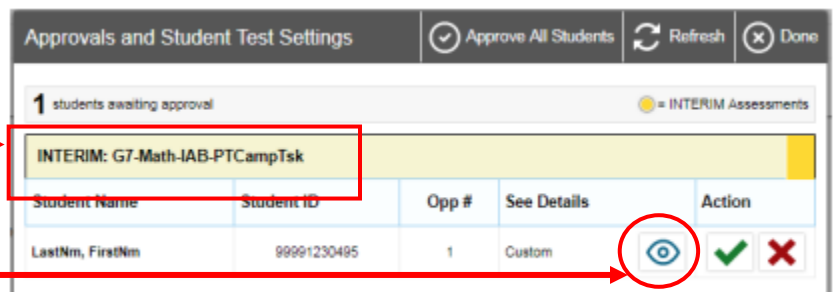 Approvals and Student Test Settings Approve All Students Refresh Done
1 students awaiting approval = INTERIM Assessments
INTERIM: G7-Math-IAB-PTCampTsk
Student Name Student ID Opp # See Details Action
LastNm, FirstNm 99991230495 1 Custom